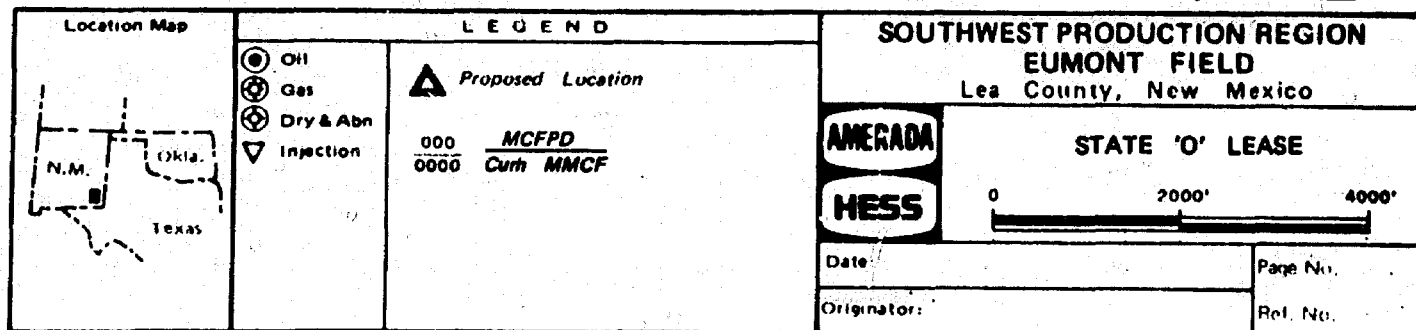 Location Map
N.M.
Okla.
Texas
LEGEND
Oil
Gas
Dry & Abn
Injection
Proposed Location
000 MCFPD
0000 Cum MMCF
SOUTHWEST PRODUCTION REGION
EUMONT FIELD
Lea County, New Mexico
AMERADA
HESS
STATE 'O' LEASE
0 2000' 4000'
Date:
Page No.
Originator:
Ref. No.